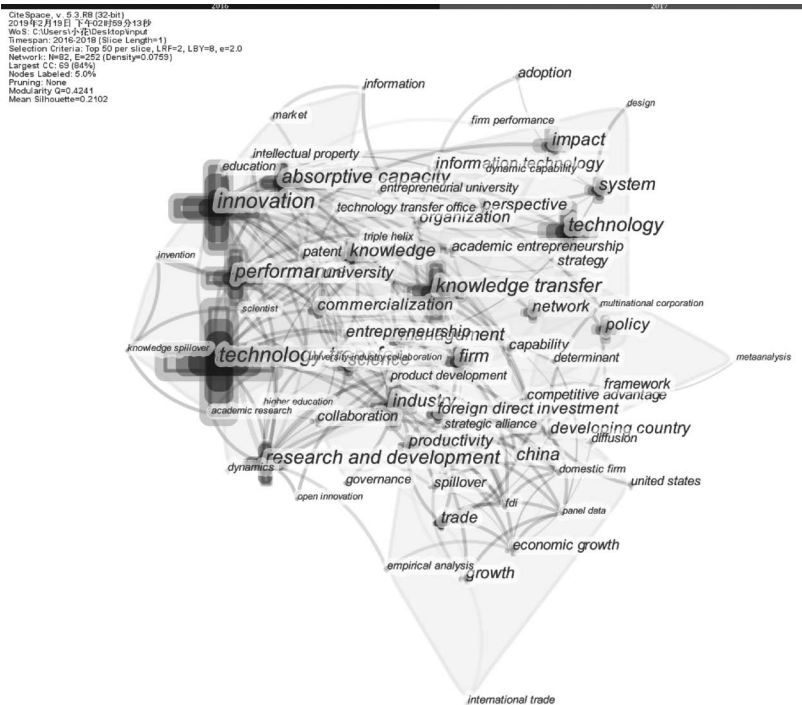 2016
2017
CiteSpace, v. 5.3.R8 (32-bit)
2019年2月19日 下午02时59分13秒
WoS: C:\Users\小花\Desktop\input
Timespan: 2016-2018 (Slice Length=1)
Selection Criteria: Top 50 per slice, LRF=2, LBY=8, e=2.0
Network: N=82, E=252 (Density=0.0759)
Largest CC: 69 (84%)
Nodes Labeled: 5.0%
Pruning: None
Modularity Q=0.4241
Mean Silhouette=0.2102
adoption
information
design
market
firm performance
impact
intellectual property
information technology
education
dynamic capability
absorptive capacity
system
entrepreneurial university
innovation
technology transfer office
perspective
organization
technology
triple helix
academic entrepreneurship
patent
knowledge
invention
strategy
performance
university
knowledge transfer
multinational corporation
scientist
commercialization
network
policy
entrepreneurship
management
capability
knowledge spillover
technology transfer
university-industry collaboration
science
firm
determinant
metaanalysis
product development
framework
competitive advantage
higher education
industry
academic research
foreign direct investment
collaboration
strategic alliance
developing country
productivity
diffusion
research and development
china
dynamics
domestic firm
governance
spillover
united states
open innovation
fdi
panel data
trade
economic growth
empirical analysis
growth
international trade